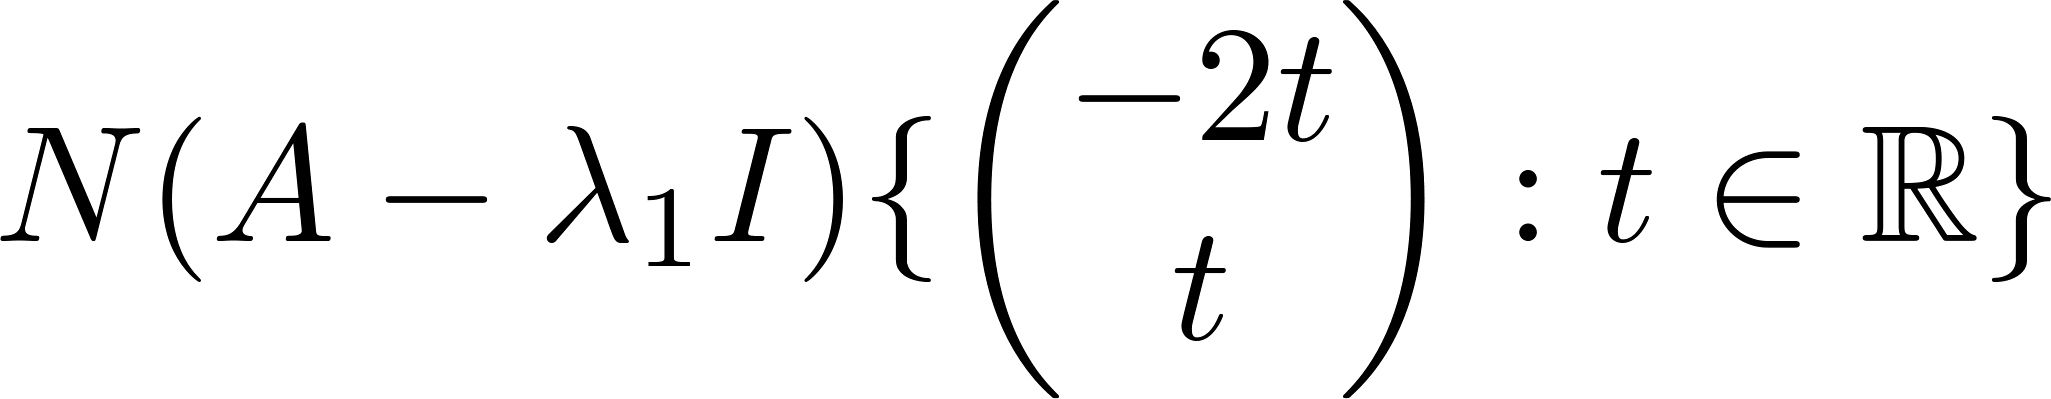 N(A − λ₁I){(−2t
t) : t ∈ ℝ}